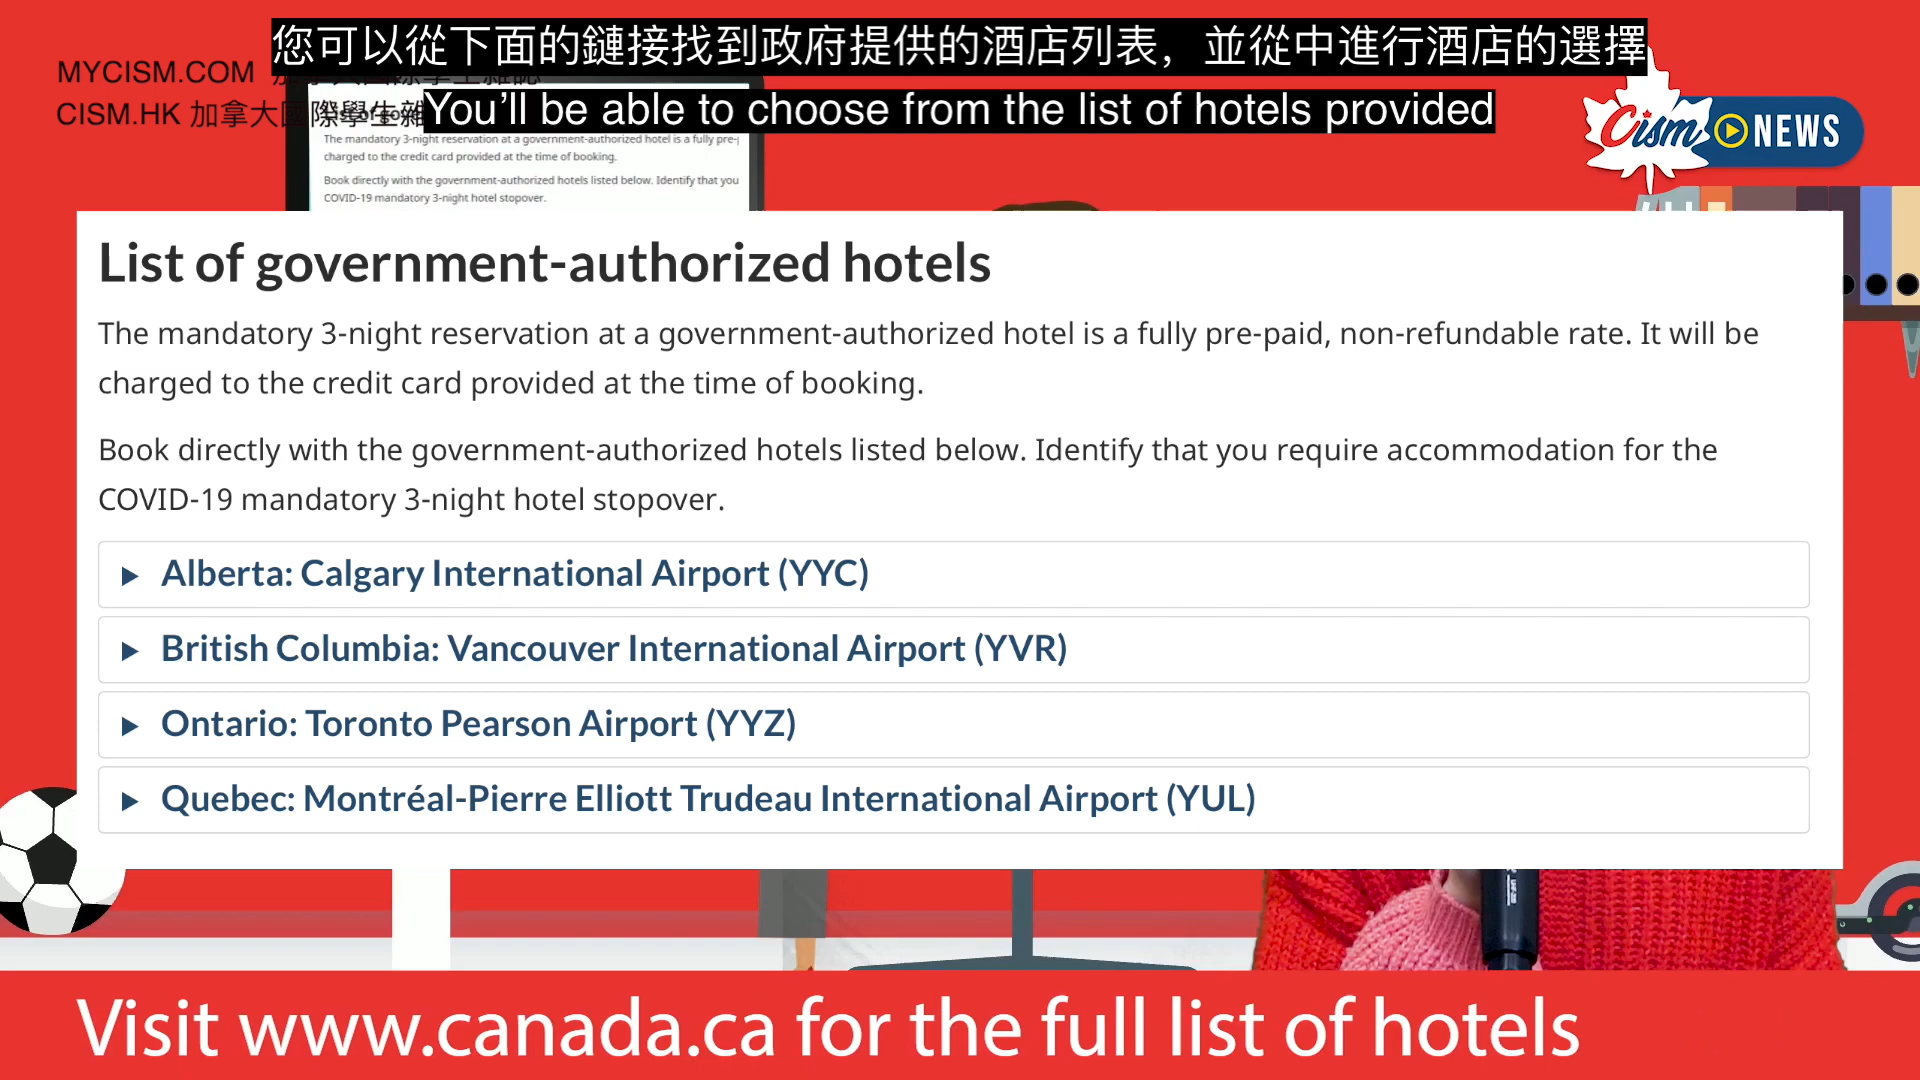 您可以從下面的鏈接找到政府提供的酒店列表，並從中進行酒店的選擇
MYCISM.COM
CISM.HK 加拿大國際學生雜
You’ll be able to choose from the list of hotels provided
Cism NEWS
The mandatory 3-night reservation at a government-authorized hotel is a fully pre-
charged to the credit card provided at the time of booking.
Book directly with the government-authorized hotels listed below. Identify that you
COVID-19 mandatory 3-night hotel stopover.
List of government-authorized hotels
The mandatory 3-night reservation at a government-authorized hotel is a fully pre-paid, non-refundable rate. It will be
charged to the credit card provided at the time of booking.
Book directly with the government-authorized hotels listed below. Identify that you require accommodation for the
COVID-19 mandatory 3-night hotel stopover.
Alberta: Calgary International Airport (YYC)
British Columbia: Vancouver International Airport (YVR)
Ontario: Toronto Pearson Airport (YYZ)
Quebec: Montréal-Pierre Elliott Trudeau International Airport (YUL)
Visit www.canada.ca for the full list of hotels